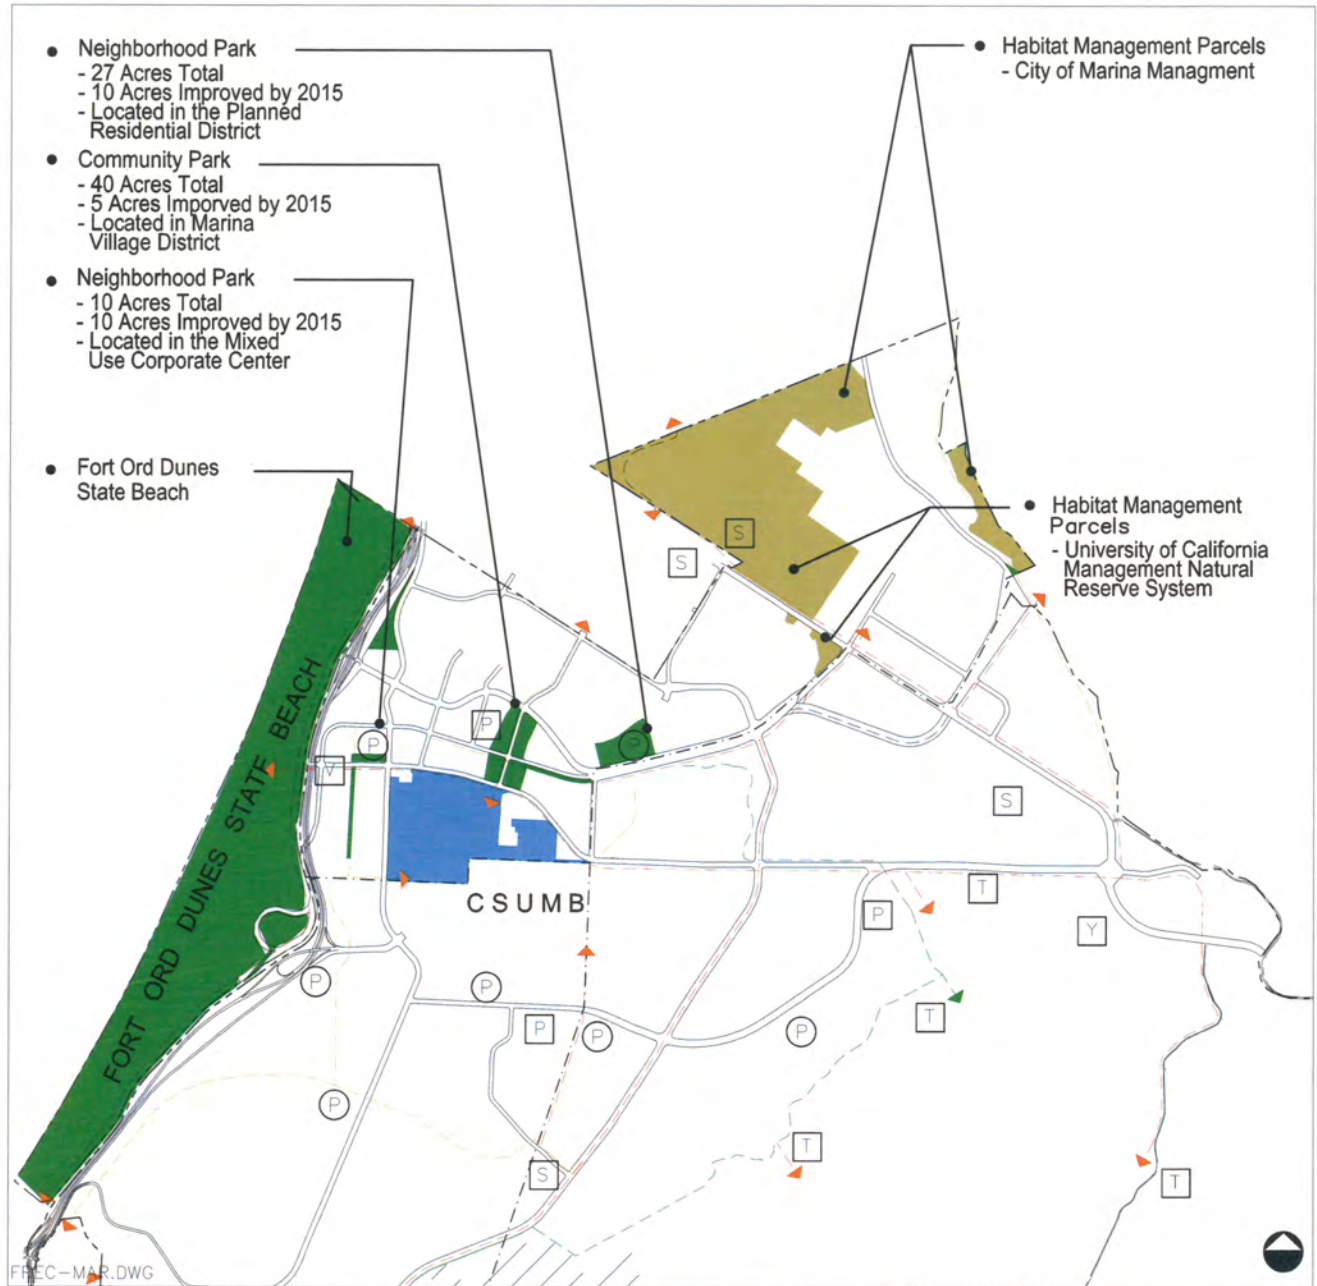 Neighborhood Park
- 27 Acres Total
- 10 Acres Improved by 2015
- Located in the Planned
Residential District
Community Park
- 40 Acres Total
- 5 Acres Imporved by 2015
- Located in Marina
Village District
Neighborhood Park
- 10 Acres Total
- 10 Acres Improved by 2015
- Located in the Mixed
Use Corporate Center
Fort Ord Dunes
State Beach
Habitat Management Parcels
- City of Marina Managment
Habitat Management
Parcels
- University of California
Management Natural
Reserve System
S
S
P
P
P
V
FORT ORD DUNES STATE BEACH
S
CSUMB
T
P
Y
P
P
T
P
P
P
P
T
S
T
FREC-MAR.DWG